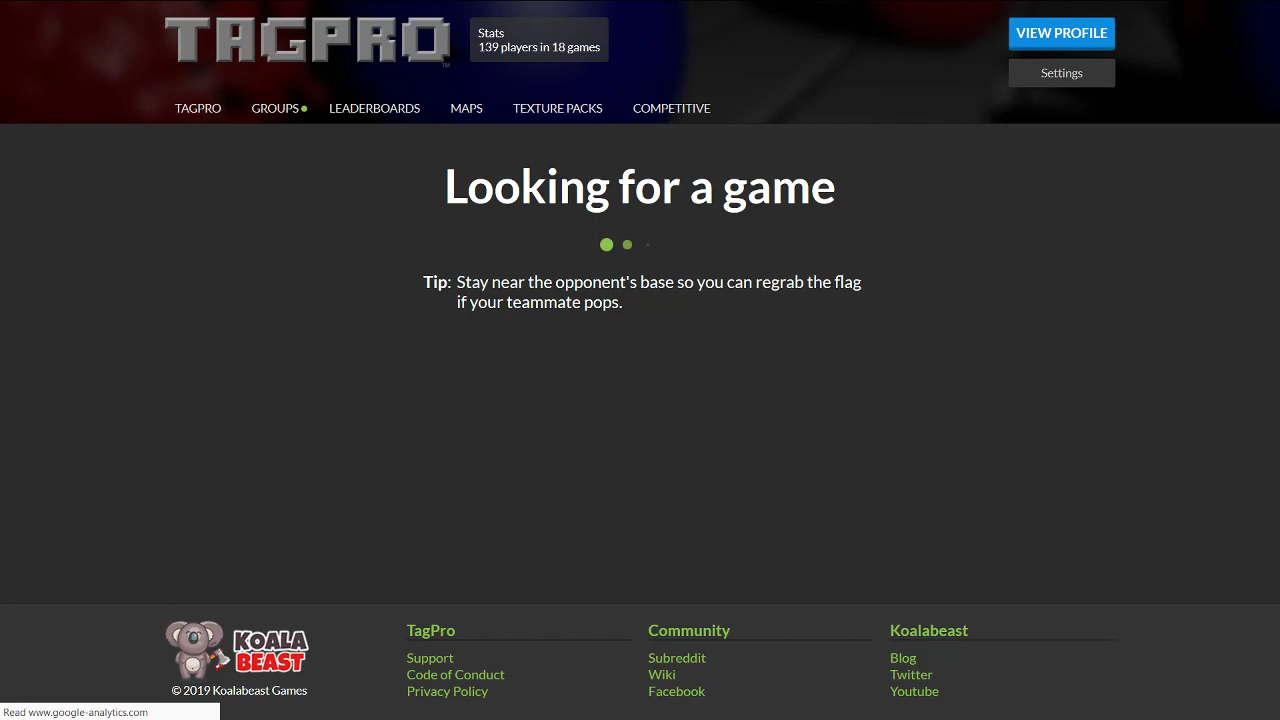 TAGPRO
™
Stats
139 players in 18 games
VIEW PROFILE
Settings
TAGPRO GROUPS LEADERBOARDS MAPS TEXTURE PACKS COMPETITIVE
Looking for a game
Tip: Stay near the opponent's base so you can regrab the flag
if your teammate pops.
KOALA
BEAST
© 2019 Koalabeast Games
TagPro
Support
Code of Conduct
Privacy Policy
Community
Subreddit
Wiki
Facebook
Koalabeast
Blog
Twitter
Youtube
Read www.google-analytics.com